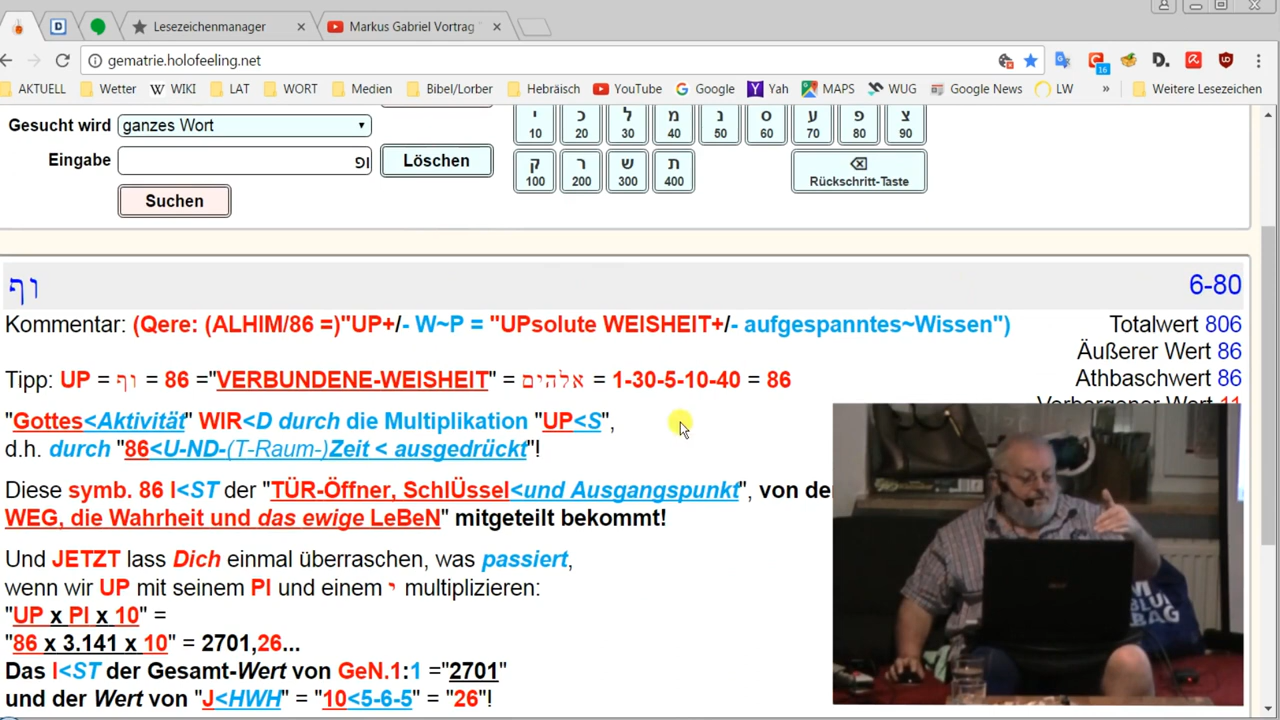 Lesezeichenmanager
Markus Gabriel Vortrag
gematrie.holofeeling.net
AKTUELL Wetter WIKI LAT WORT Medien Bibel/Lorber Hebräisch YouTube Google Yah MAPS WUG Google News LW » Weitere Lesezeichen
Gesucht wird ganzes Wort
י כ ל מ נ ס ע פ צ
10 20 30 40 50 60 70 80 90
Eingabe ופ Löschen
ק ר ש ת
100 200 300 400 Rückschritt-Taste
Suchen
וף 6-80
Kommentar: (Qere: (ALHIM/86 =)"UP+/- W~P = "UPsolute WEISHEIT+/- aufgespanntes~Wissen")
Totalwert 806
Äußerer Wert 86
Athbaschwert 86
Verborgener Wert 11
Tipp: UP = וף = 86 ="VERBUNDENE-WEISHEIT" = אלהים = 1-30-5-10-40 = 86
"Gottes<Aktivität" WIR<D durch die Multiplikation "UP<S",
d.h. durch "86<U-ND-(T-Raum-)Zeit < ausgedrückt"!
Diese symb. 86 I<ST der "TÜR-Öffner, SchlÜssel<und Ausgangspunkt", von de
WEG, die Wahrheit und das ewige LeBeN" mitgeteilt bekommt!
Und JETZT lass Dich einmal überraschen, was passiert,
wenn wir UP mit seinem PI und einem י multiplizieren:
"UP x PI x 10" =
"86 x 3.141 x 10" = 2701,26...
Das I<ST der Gesamt-Wert von GeN.1:1 ="2701"
und der Wert von "J<HWH" = "10<5-6-5" = "26"!